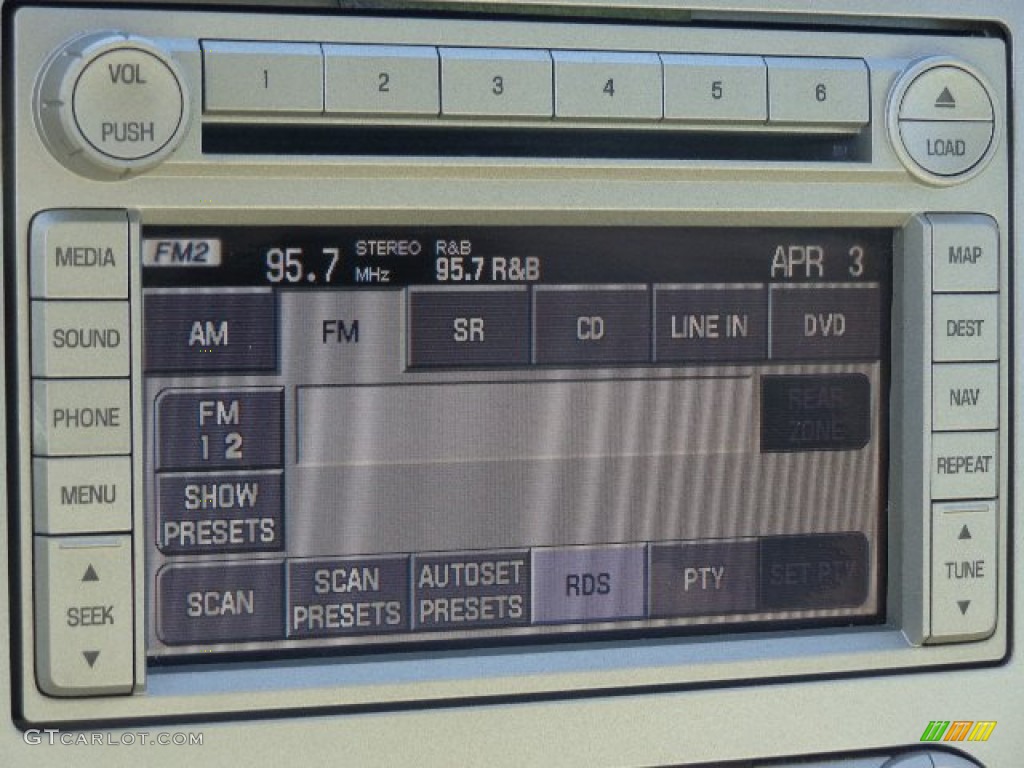 VOL
PUSH
1 2 3 4 5 6
LOAD
MEDIA
SOUND
PHONE
MENU
SEEK
FM2 95.7 STEREO MHz R&B 95.7 R&B APR 3
AM FM SR CD LINE IN DVD
FM
1 2
REAR
ZONE
SHOW
PRESETS
SCAN
SCAN
PRESETS
AUTOSET
PRESETS
RDS
PTY
SET PTY
MAP
DEST
NAV
REPEAT
TUNE
GTCARLOT.COM